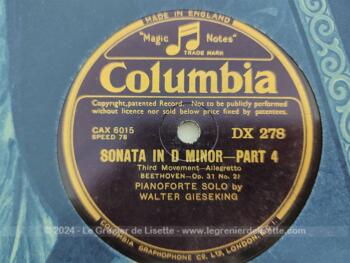 MADE IN ENGLAND
"Magic Notes"
TRADE MARK
Columbia
Copyright, patented Record. Not to be publicly performed
without licence nor sold below price fixed by patentees.
CAX 6015
SPEED 78
DX 278
SONATA IN D MINOR—PART 4
Third Movement—Allegretto
BEETHOVEN—Op. 31 No. 2)
PIANOFORTE SOLO by
WALTER GIESEKING
©2024 - Le Grenier de Lisette - www.legrenierdelisette.com
COLUMBIA GRAPHOPHONE CO. LTD. LONDON